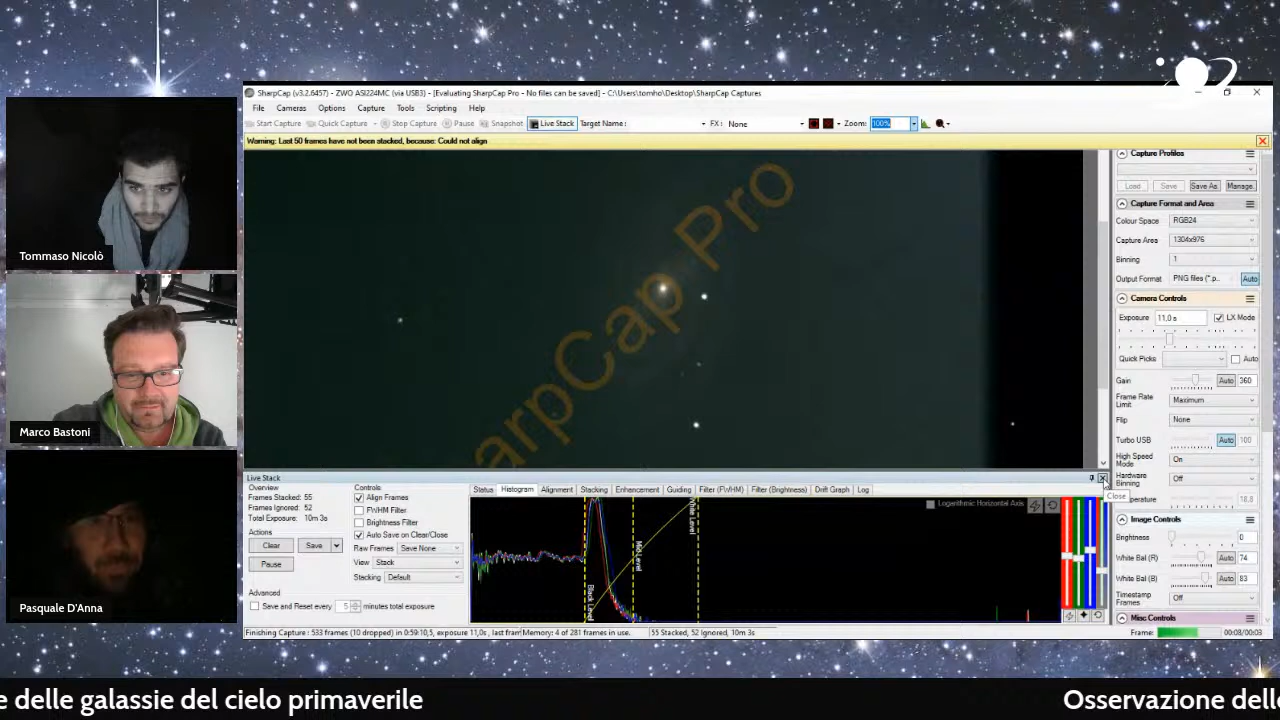 SharpCap (v3.2.6457) - ZWO ASI224MC (via USB3) - [Evaluating SharpCap Pro - No files can be saved] - C:\Users\tomho\Desktop\SharpCap Captures
File Cameras Options Capture Tools Scripting Help
Start Capture Quick Capture Stop Capture Pause Snapshot Live Stack Target Name: FX: None Zoom: 100%
Warning: Last 50 frames have not been stacked, because: Could not align
SharpCap Pro
Tommaso Nicolò
Marco Bastoni
Pasquale D'Anna
Capture Profiles
Load Save Save As Manage..
Capture Format and Area
Colour Space RGB24
Capture Area 1304x976
Binning 1
Output Format PNG files (*.p.. Auto
Camera Controls
Exposure 11,0 s LX Mode
Quick Picks Auto
Gain Auto 360
Frame Rate Limit Maximum
Flip None
Turbo USB Auto 100
High Speed Mode On
Hardware Binning Off
18.8
Image Controls
Brightness 0
White Bal (R) Auto 74
White Bal (B) Auto 83
Timestamp Frames Off
Misc Controls
Frame: 00:08/00:03
Live Stack
Close
Overview
Frames Stacked: 55
Frames Ignored: 52
Total Exposure: 10m 3s
Actions
Clear Save
Pause
Controls
Align Frames
FWHM Filter
Brightness Filter
Auto Save on Clear/Close
Raw Frames Save None
View Stack
Stacking Default
Advanced
Save and Reset every 5 minutes total exposure
Status Histogram Alignment Stacking Enhancement Guiding Filter (FWHM) Filter (Brightness) Drift Graph Log
Logarithmic Horizontal Axis
Black Level
Mid Level
White Level
Finishing Capture : 533 frames (10 dropped) in 0:59:10,5, exposure 11,0s , last fram Memory: 4 of 281 frames in use. 55 Stacked, 52 Ignored, 10m 3s
e delle galassie del cielo primaverile Osservazione delle